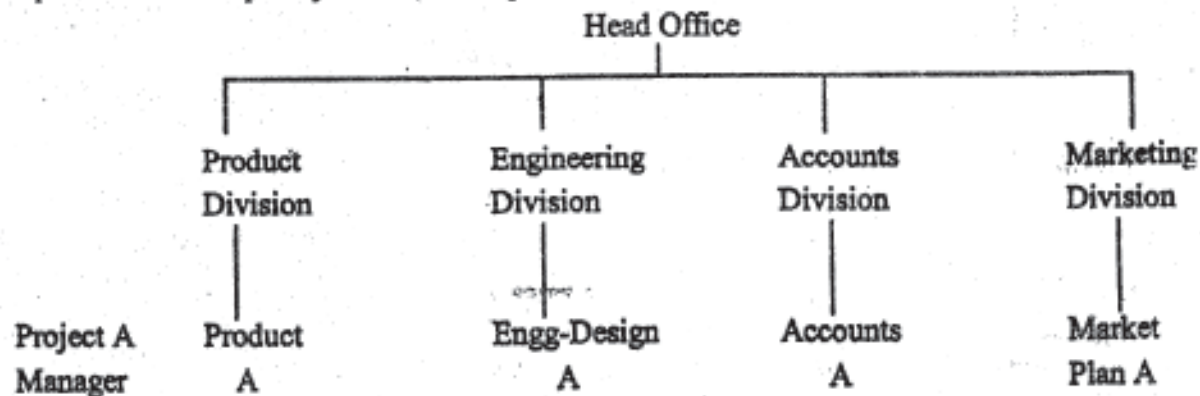 Head Office
Product Engineering Accounts Marketing
Division Division Division Division
Project A Product Engg-Design Accounts Market
Manager A A A Plan A